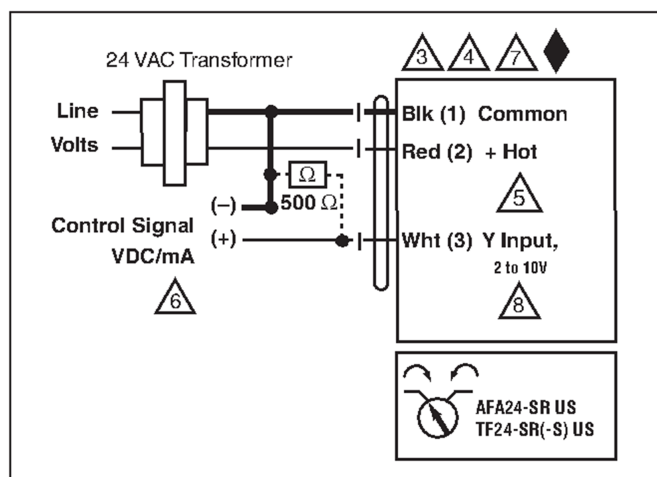 24 VAC Transformer
3 4 7
Line
Blk (1) Common
Volts
Red (2) + Hot
Ω
5
500 Ω
(–)
Control Signal
(+)
Wht (3) Y Input,
VDC/mA
2 to 10V
6
8
AFA24-SR US
TF24-SR(-S) US